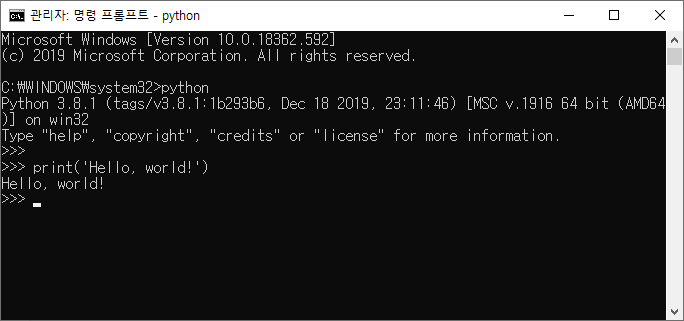 관리자: 명령 프롬프트 - python
Microsoft Windows [Version 10.0.18362.592]
(c) 2019 Microsoft Corporation. All rights reserved.
C:₩WINDOWS₩system32>python
Python 3.8.1 (tags/v3.8.1:1b293b6, Dec 18 2019, 23:11:46) [MSC v.1916 64 bit (AMD64
)] on win32
Type "help", "copyright", "credits" or "license" for more information.
>>>
>>> print('Hello, world!')
Hello, world!
>>>